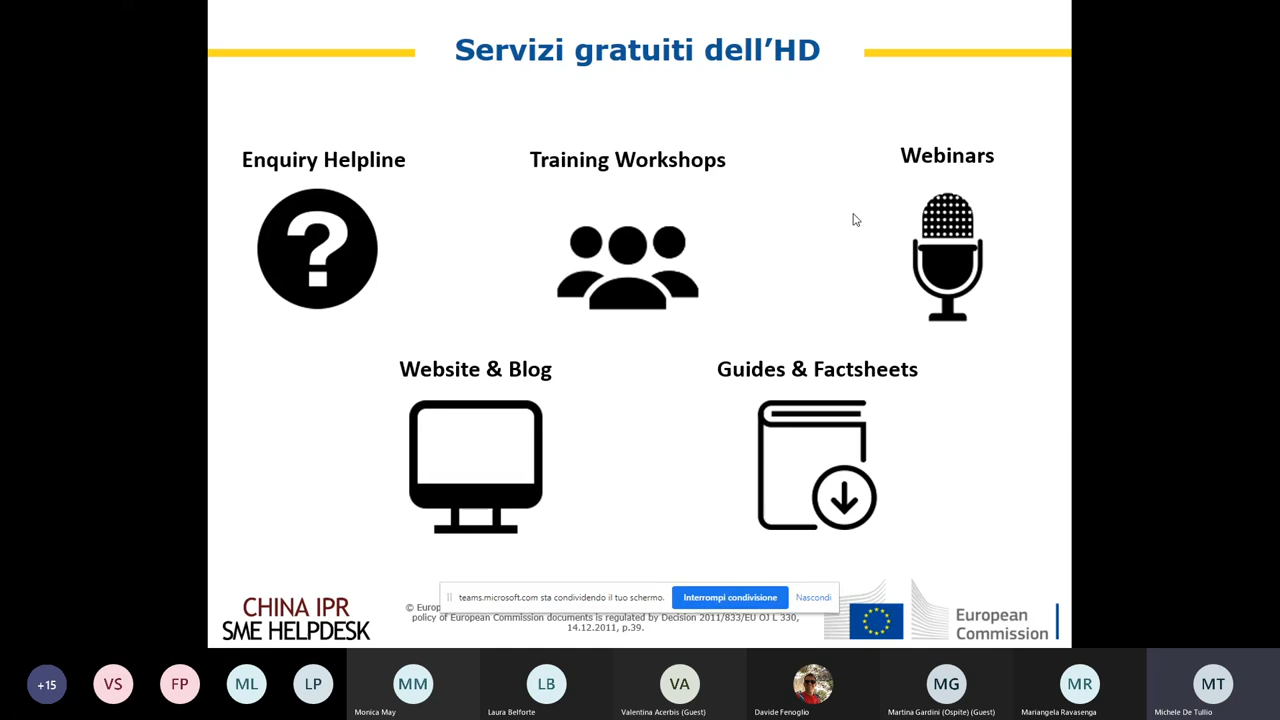 Servizi gratuiti dell’HD
Enquiry Helpline
Training Workshops
Webinars
?
Website & Blog
Guides & Factsheets
teams.microsoft.com sta condividendo il tuo schermo.
Interrompi condivisione
Nascondi
CHINA IPR
SME HELPDESK
©
policy of European Commission documents is regulated by Decision 2011/833/EU OJ L 330,
14.12.2011, p.39.
European
Commission
+15
VS
FP
ML
LP
MM
Monica May
LB
Laura Belforte
VA
Valentina Acerbis (Guest)
Davide Fenoglio
MG
Martina Gardini (Ospite) (Guest)
MR
Mariangela Ravasenga
MT
Michele De Tullio